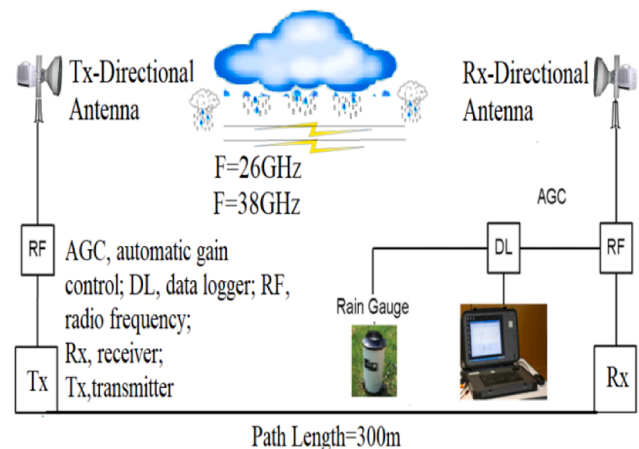 Tx-Directional
Antenna
Rx-Directional
Antenna
F=26GHz
F=38GHz
AGC
RF
DL
RF
AGC, automatic gain
control; DL, data logger; RF,
radio frequency;
Rx, receiver;
Tx,transmitter
Rain Gauge
Tx
Rx
Path Length=300m